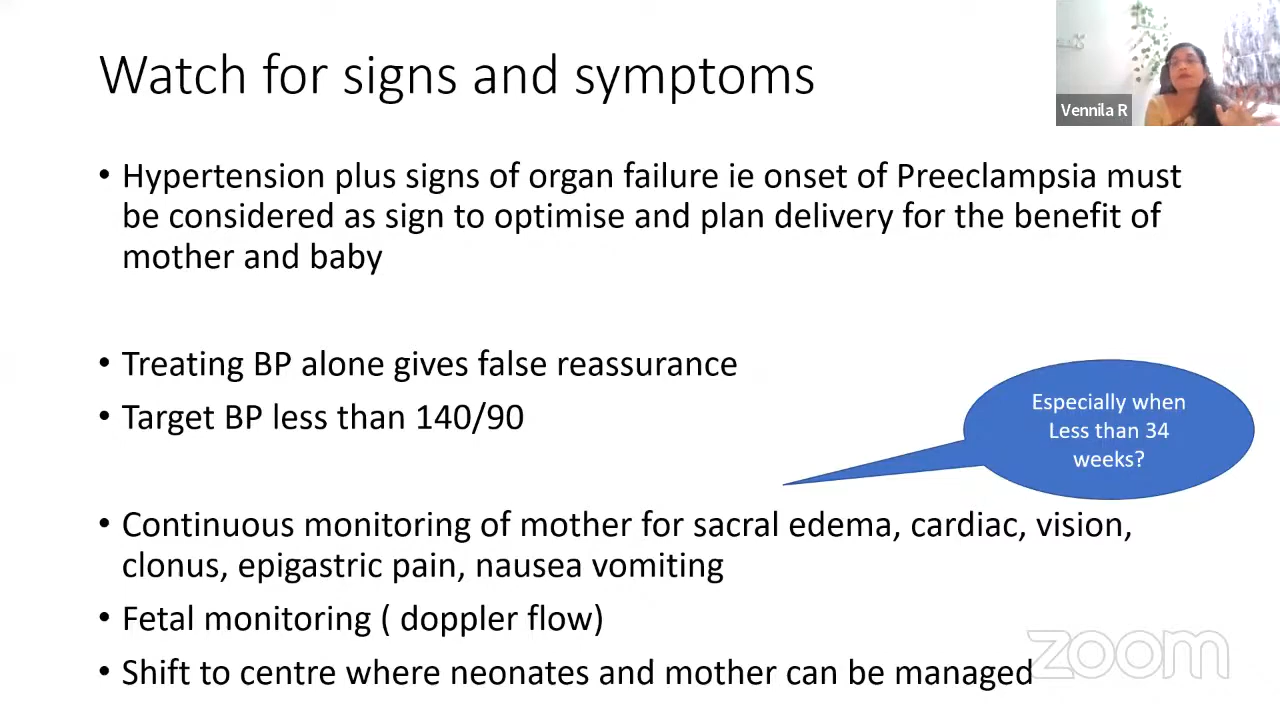 Watch for signs and symptoms
Vennila R
• Hypertension plus signs of organ failure ie onset of Preeclampsia must
be considered as sign to optimise and plan delivery for the benefit of
mother and baby
• Treating BP alone gives false reassurance
• Target BP less than 140/90
Especially when
Less than 34
weeks?
• Continuous monitoring of mother for sacral edema, cardiac, vision,
clonus, epigastric pain, nausea vomiting
• Fetal monitoring ( doppler flow)
• Shift to centre where neonates and mother can be managed
zoom